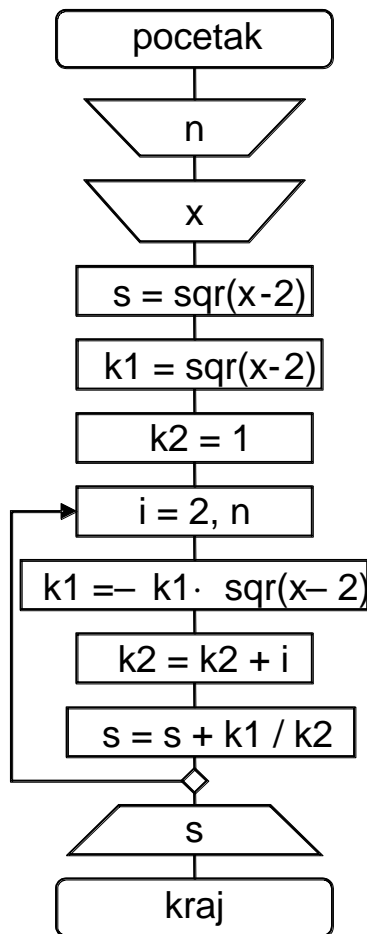 pocetak
n
x
s = sqr(x-2)
k1 = sqr(x-2)
k2 = 1
i = 2, n
k1 =– k1· sqr(x– 2)
k2 = k2 + i
s = s + k1 / k2
s
kraj